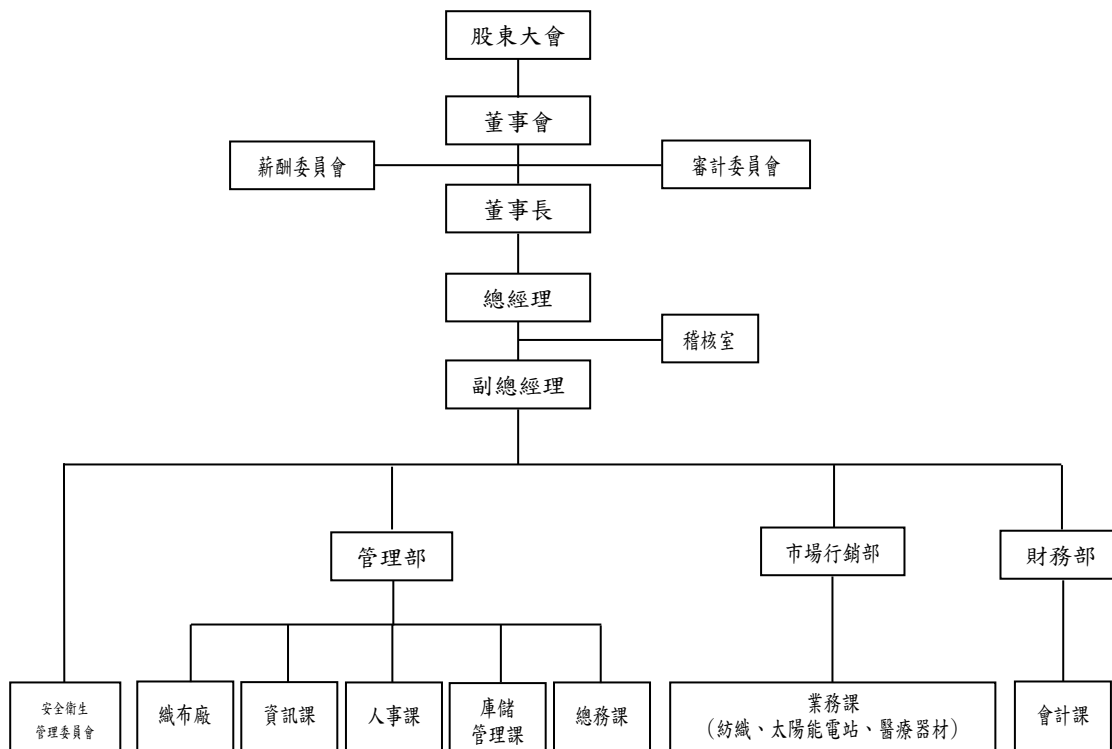 股東大會
董事會
薪酬委員會
審計委員會
董事長
總經理
稽核室
副總經理
管理部
市場行銷部
財務部
安全衛生
管理委員會
織布廠
資訊課
人事課
庫儲
管理課
總務課
業務課
(紡織、太陽能電站、醫療器材)
會計課